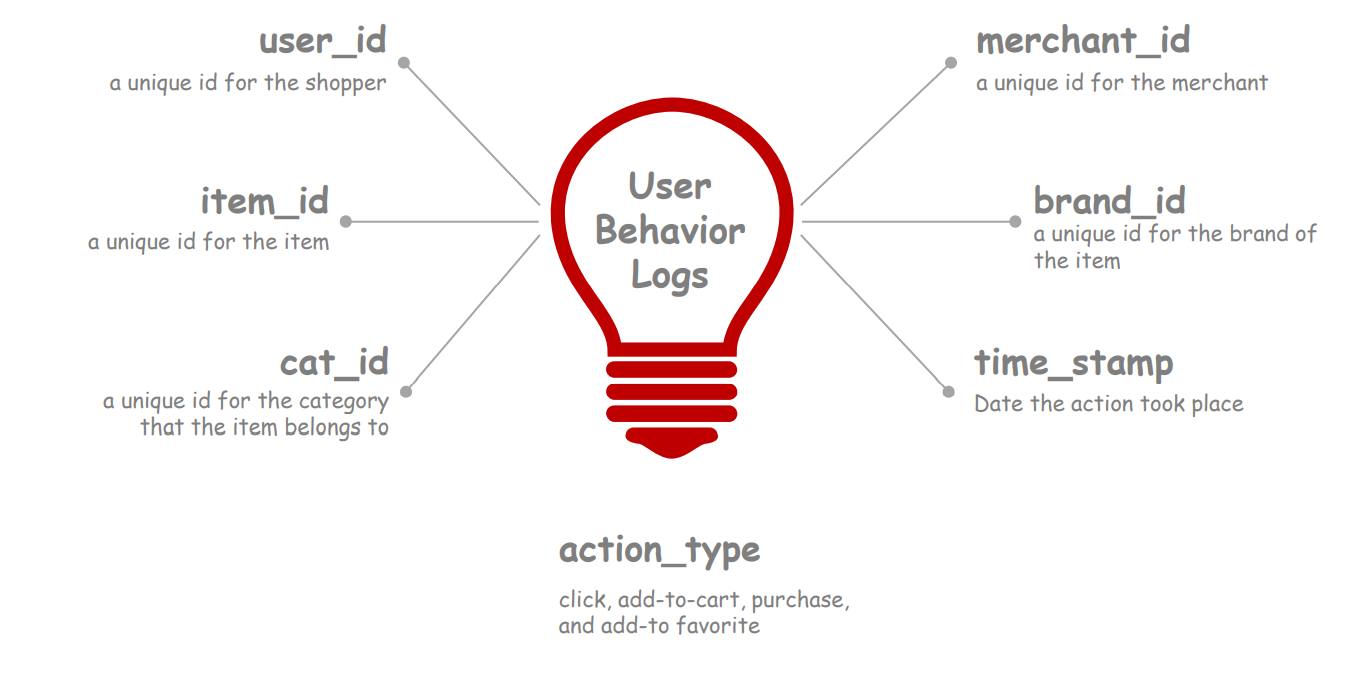 user_id
a unique id for the shopper
item_id
a unique id for the item
cat_id
a unique id for the category
that the item belongs to
User
Behavior
Logs
merchant_id
a unique id for the merchant
brand_id
a unique id for the brand of
the item
time_stamp
Date the action took place
action_type
click, add-to-cart, purchase,
and add-to favorite